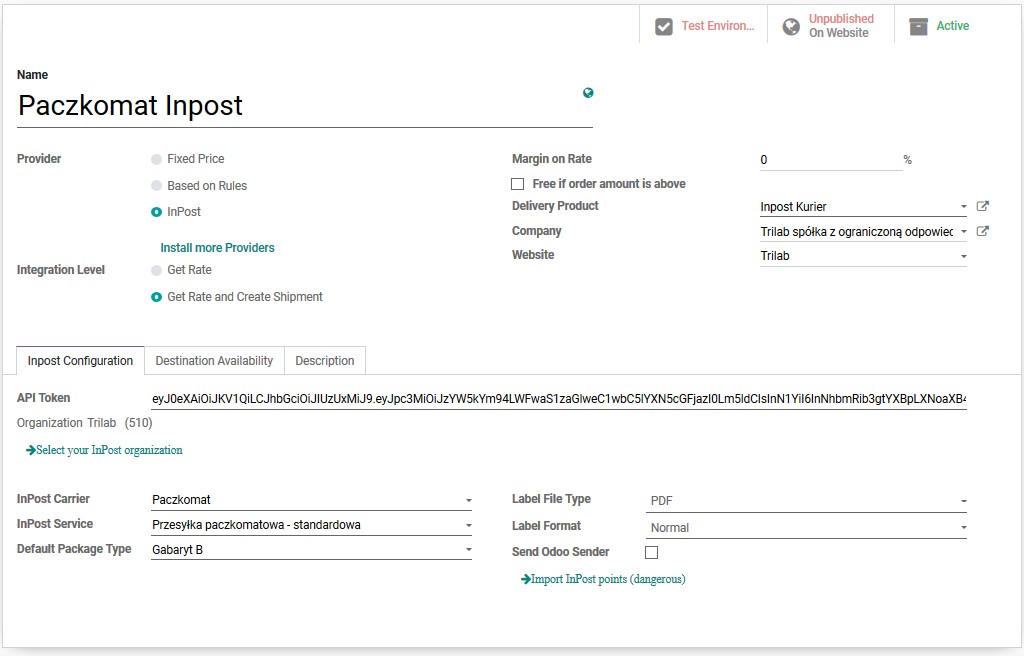 Test Environ...
Unpublished
On Website
Active
Name
Paczkomat Inpost
Provider
Fixed Price
Based on Rules
InPost
Install more Providers
Integration Level
Get Rate
Get Rate and Create Shipment
Margin on Rate
0 %
Free if order amount is above
Delivery Product
Inpost Kurier
Company
Trilab spółka z ograniczoną odpowied
Website
Trilab
Inpost Configuration
Destination Availability
Description
API Token
Organization Trilab (510)
Select your InPost organization
InPost Carrier
Paczkomat
InPost Service
Przesyłka paczkomatowa - standardowa
Default Package Type
Gabaryt B
Label File Type
PDF
Label Format
Normal
Send Odoo Sender
Import InPost points (dangerous)